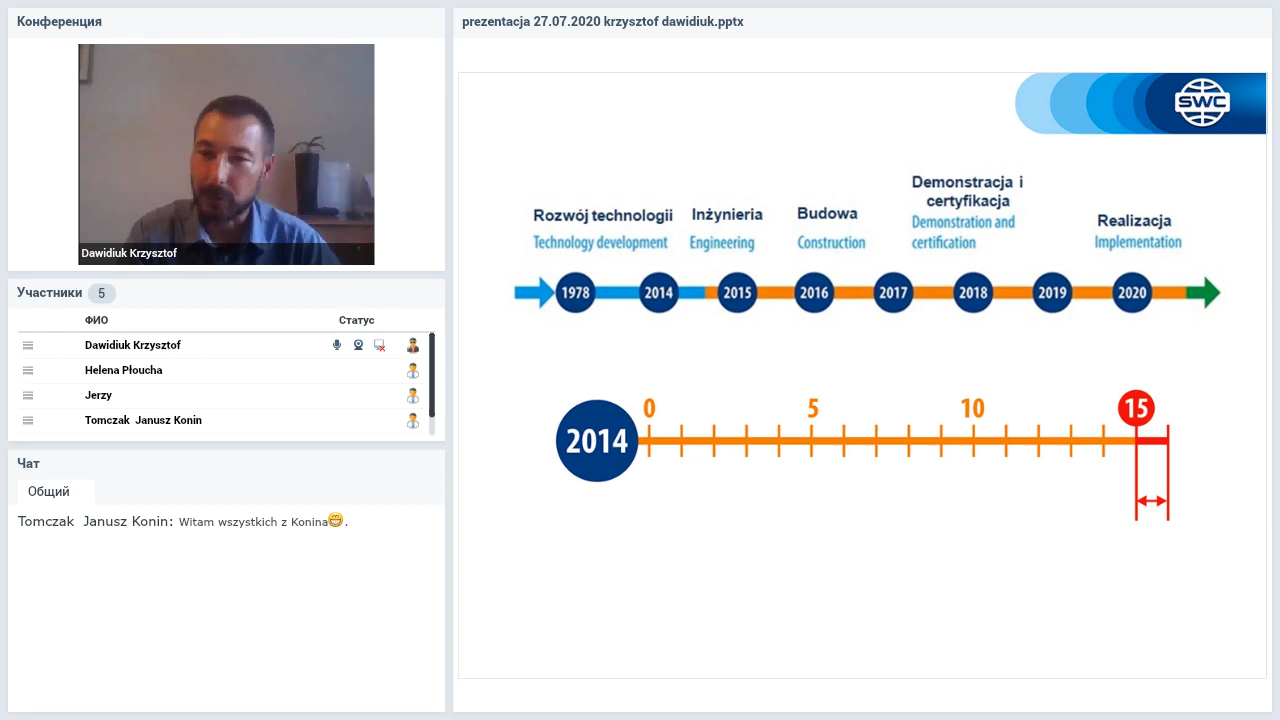 Конференция
Dawidiuk Krzysztof
Участники 5
ФИО Статус
Dawidiuk Krzysztof
Helena Płoucha
Jerzy
Tomczak Janusz Konin
Чат
Общий
Tomczak Janusz Konin: Witam wszystkich z Konina.
prezentacja 27.07.2020 krzysztof dawidiuk.pptx
SWC
Rozwój technologii
Technology development
Inżynieria
Engineering
Budowa
Construction
Demonstracja i
certyfikacja
Demonstration and
certification
Realizacja
Implementation
1978 2014 2015 2016 2017 2018 2019 2020
0 5 10 15
2014